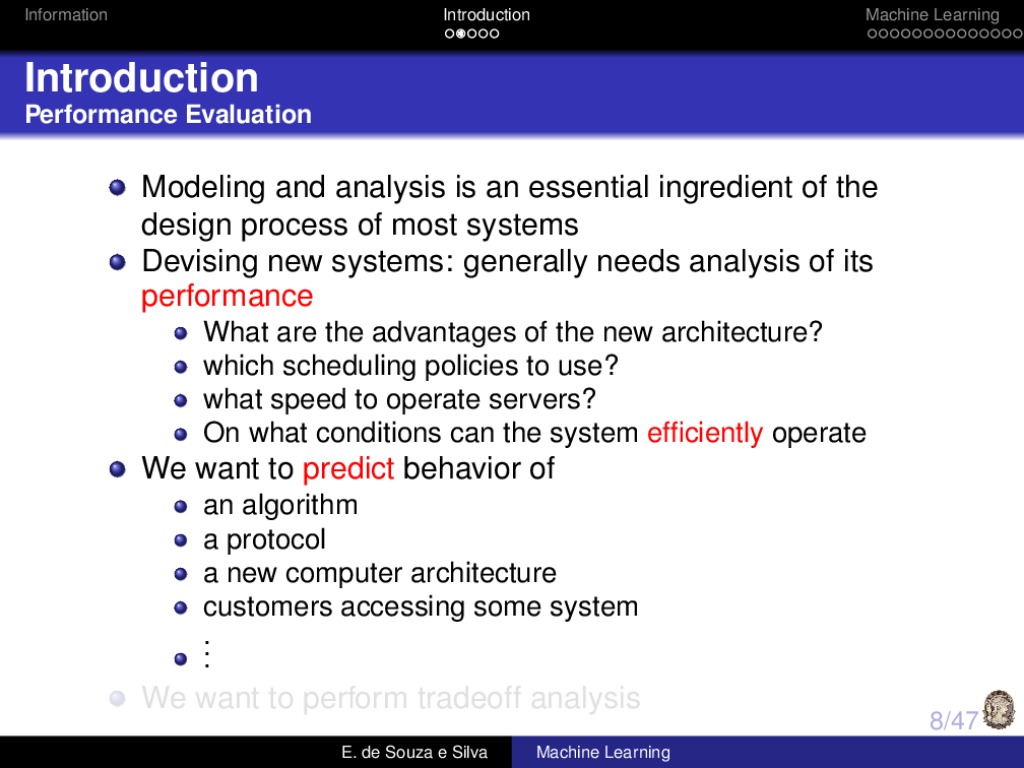 Information Introduction Machine Learning
Introduction
Performance Evaluation
Modeling and analysis is an essential ingredient of the
design process of most systems
Devising new systems: generally needs analysis of its
performance
What are the advantages of the new architecture?
which scheduling policies to use?
what speed to operate servers?
On what conditions can the system efficiently operate
We want to predict behavior of
an algorithm
a protocol
a new computer architecture
customers accessing some system
⋮
We want to perform tradeoff analysis
8/47
E. de Souza e Silva Machine Learning